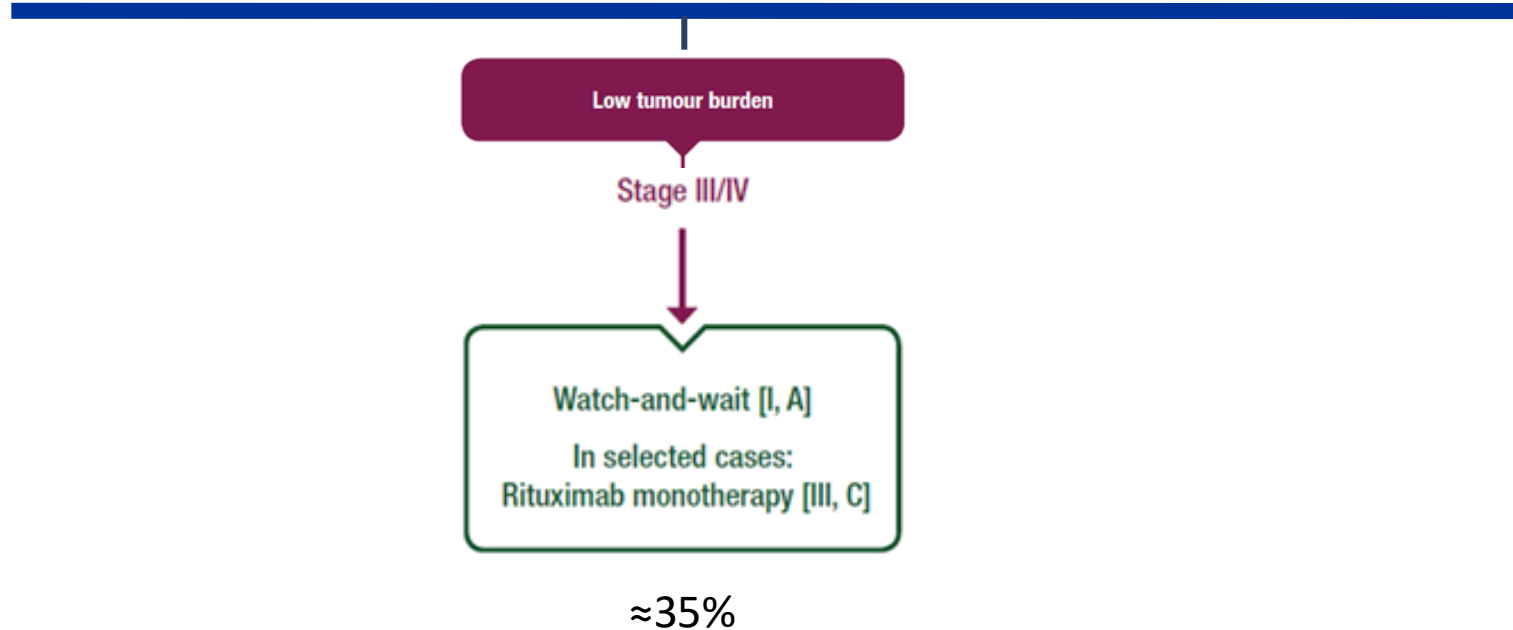 Low tumour burden
Stage III/IV
Watch-and-wait [I, A]
In selected cases:
Rituximab monotherapy [III, C]
≈35%